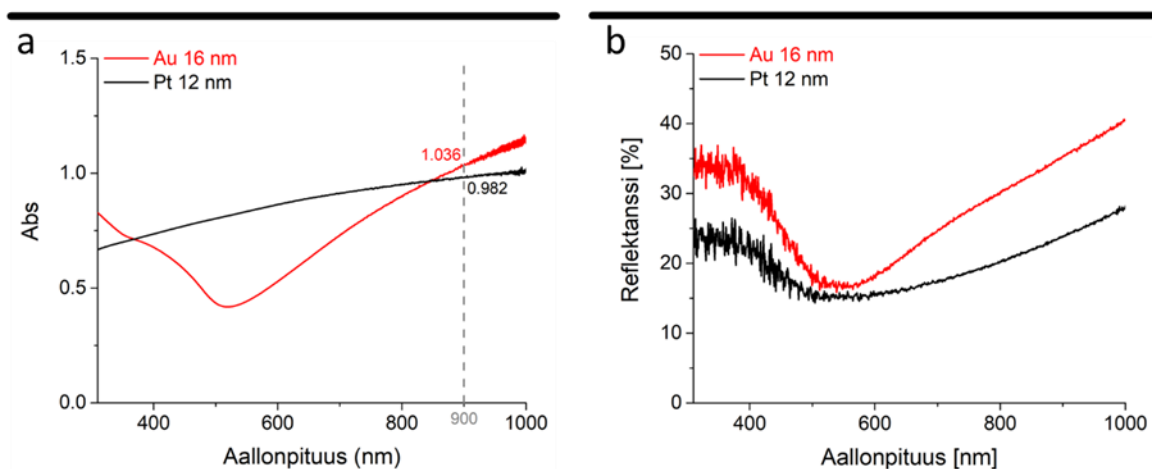 a
Au 16 nm
Pt 12 nm
1.5
1.0
0.5
0.0
Abs
1.036
0.982
400
600
800
900
1000
Aallonpituus (nm)
b
Au 16 nm
Pt 12 nm
50
40
30
20
10
0
Reflektanssi [%]
400
600
800
1000
Aallonpituus [nm]